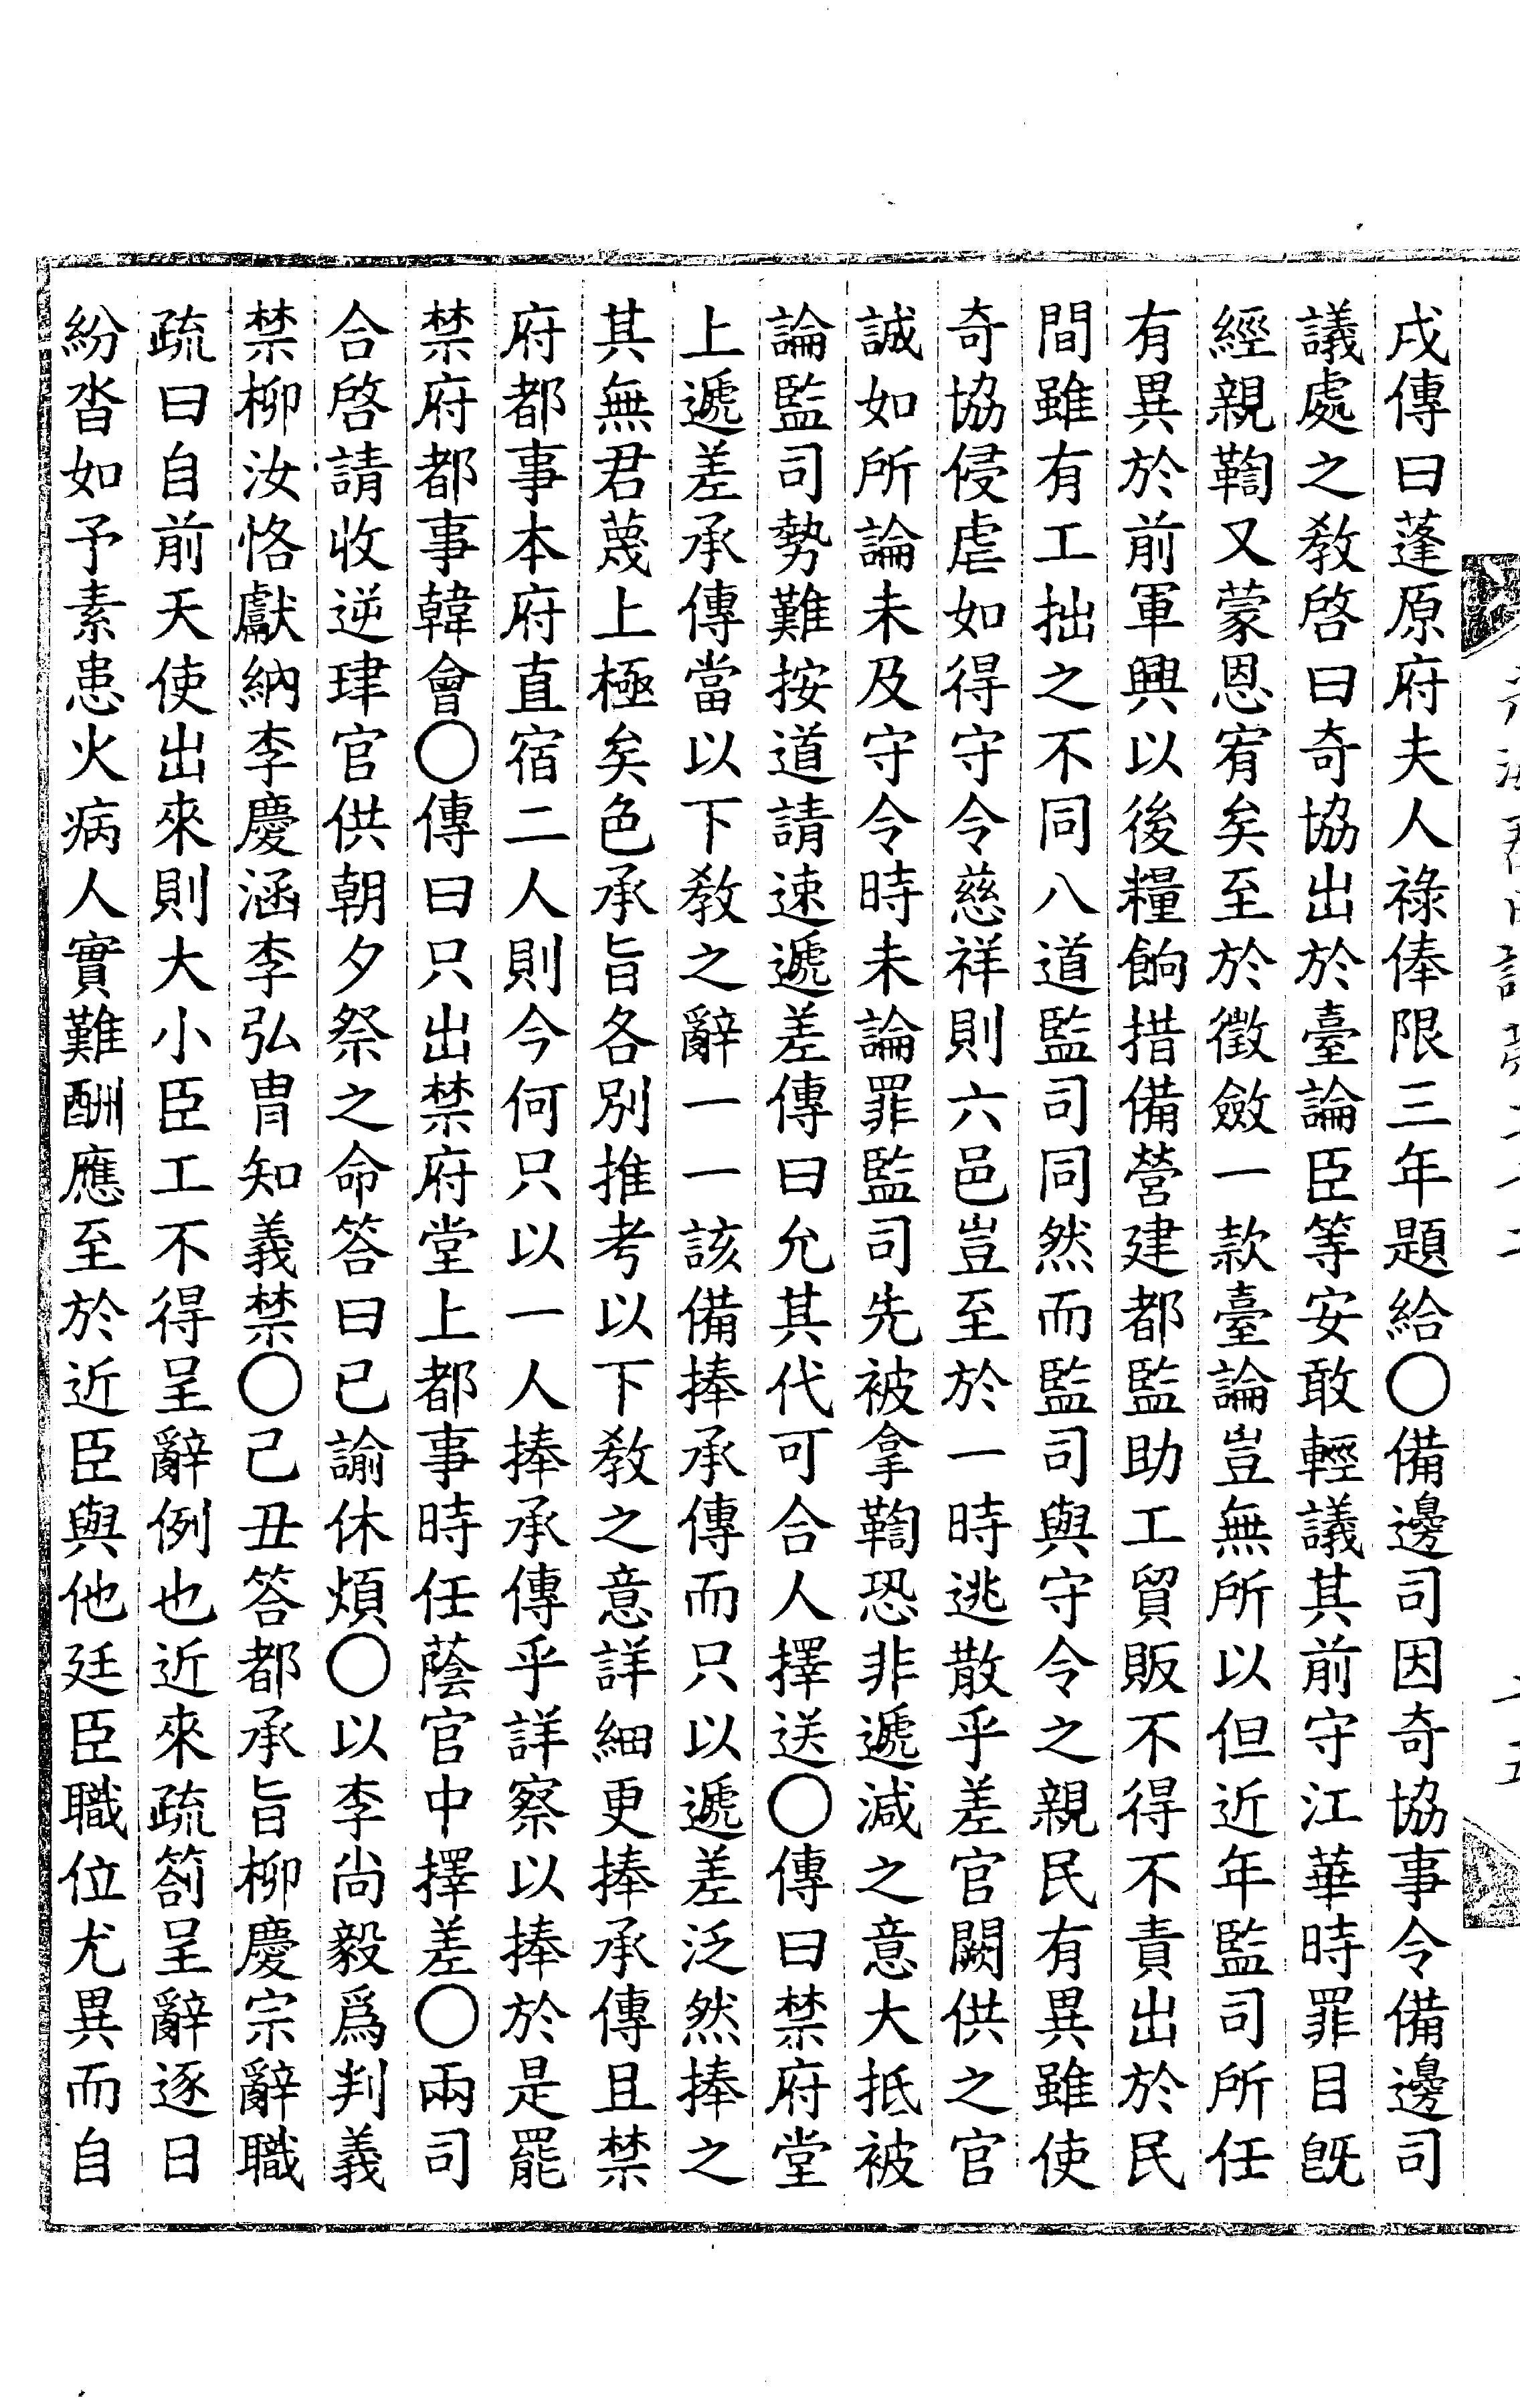 戌傳曰蓬原府夫人祿俸限三年題給〇備邊司因奇協事令備邊司
議處之敎啓曰奇協出於臺論臣等安敢輕議其前守江華時罪目旣
經親鞫又蒙恩宥矣至於徵斂一款臺論豈無所以但近年監司所任
有異於前軍興以後糧餉措備營建都監助工貿販不得不責出於民
間雖有工拙之不同八道監司同然而監司與守令之親民有異雖使
奇協侵虐如得守令慈祥則六邑豈至於一時逃散乎差官闕供之官
誠如所論未及守令時未論罪監司先被拿鞫恐非遞減之意大抵被
論監司勢難按道請速遞差傳曰允其代可合人擇送〇傳曰禁府堂
上遞差承傳當以下敎之辭一一該備捧承傳而只以遞差泛然捧之
其無君蔑上極矣色承旨各別推考以下敎之意詳細更捧承傳且禁
府都事本府直宿二人則今何只以一人捧承傳乎詳察以捧於是罷
禁府都事韓會〇傳曰只出禁府堂上都事時任蔭官中擇差〇兩司
合啓請收逆肂官供朝夕祭之命答曰已諭休煩〇以李尙毅爲判義
禁柳汝恪獻納李慶涵李弘冑知義禁〇己丑答都承旨柳慶宗辭職
疏曰自前天使出來則大小臣工不得呈辭例也近來疏箚呈辭逐日
紛沓如予素患火病人實難酬應至於近臣與他廷臣職位尤異而自